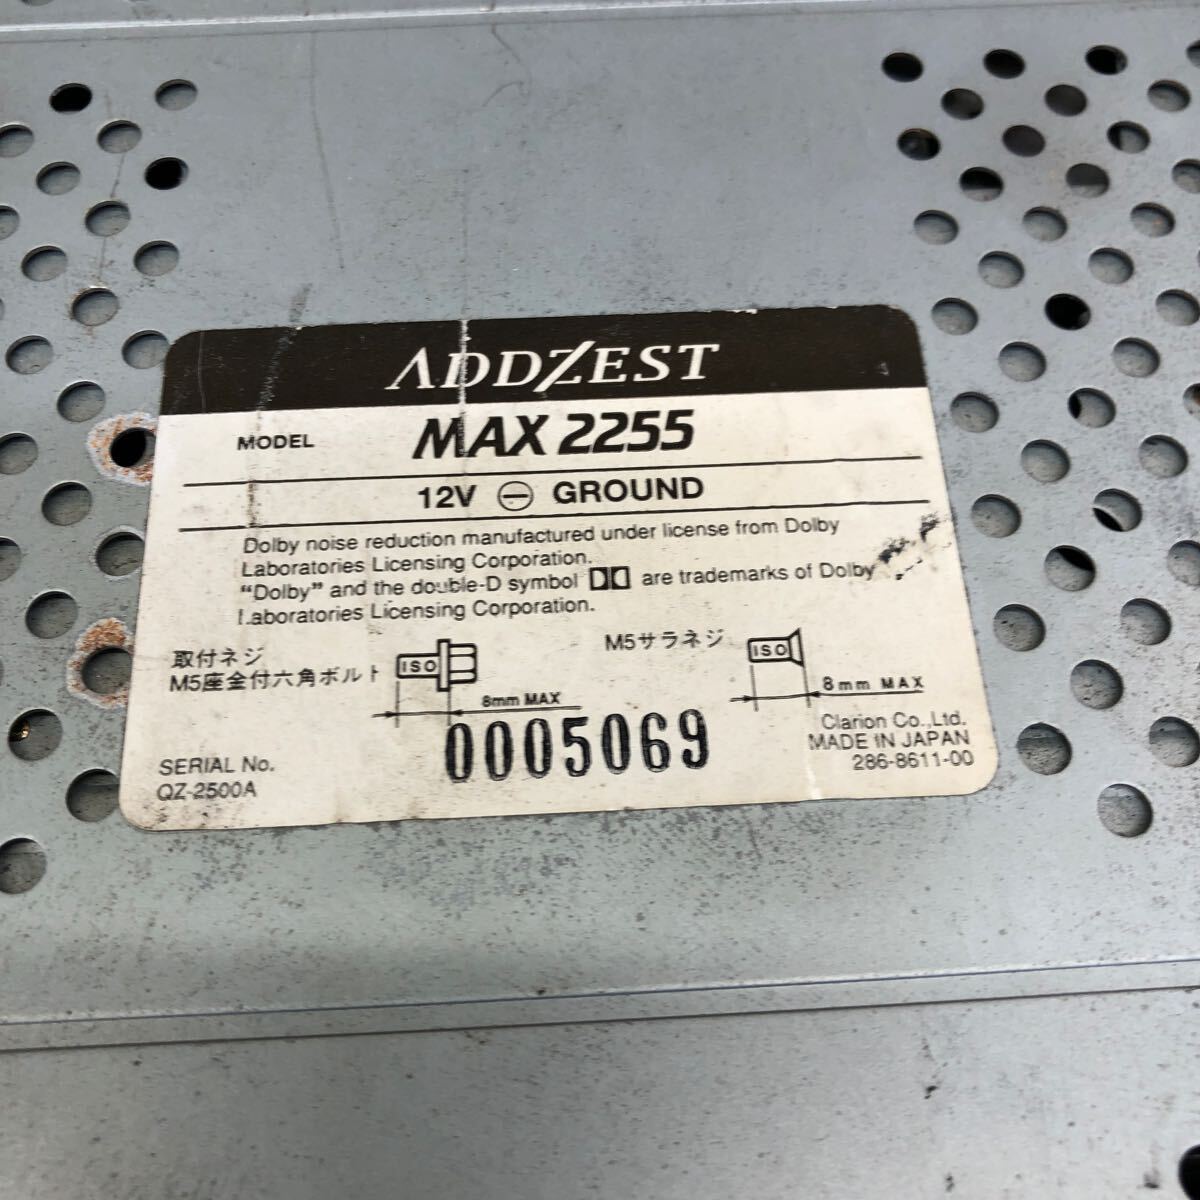 ADDZEST
MODEL MAX 2255
12V ⊖ GROUND
Dolby noise reduction manufactured under license from Dolby
Laboratories Licensing Corporation.
"Dolby" and the double-D symbol are trademarks of Dolby
Laboratories Licensing Corporation.
取付ネジ
M5座金付六角ボルト
ISO
8mm MAX
M5サラネジ
ISO
8mm MAX
0005069
SERIAL No.
QZ-2500A
Clarion Co.,Ltd.
MADE IN JAPAN
286-8611-00